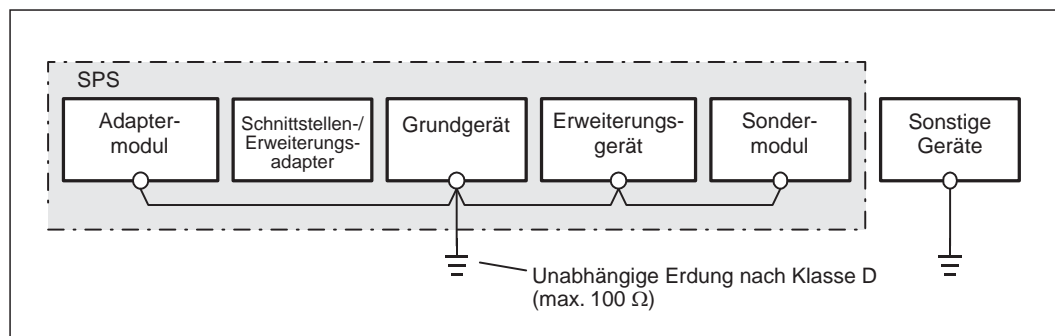 SPS
Adapter-
modul
Schnittstellen-/
Erweiterungs-
adapter
Grundgerät
Erweiterungs-
gerät
Sonder-
modul
Sonstige
Geräte
Unabhängige Erdung nach Klasse D
(max. 100 Ω)